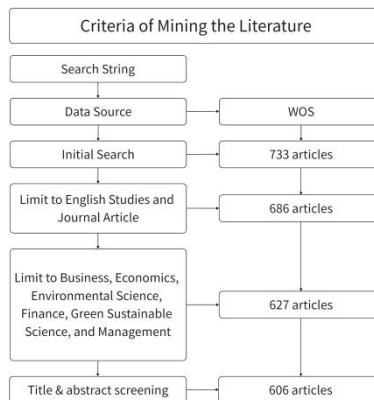 Criteria of Mining the Literature
Search String
Data Source
WOS
Initial Search
733 articles
Limit to English Studies and
Journal Article
686 articles
Limit to Business, Economics,
Environmental Science,
Finance, Green Sustainable
Science, and Management
627 articles
Title & abstract screening
606 articles